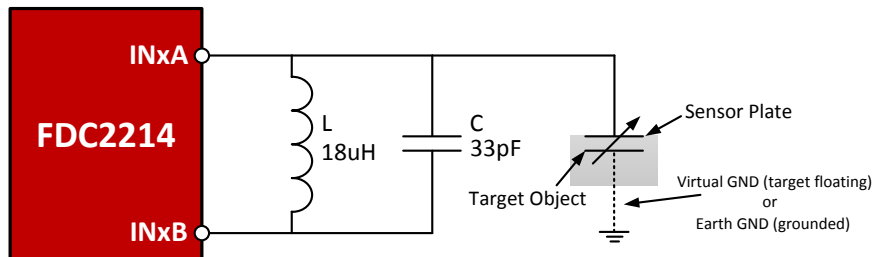 INxA
FDC2214
INxB
L
18uH
C
33pF
Sensor Plate
Target Object
Virtual GND (target floating)
or
Earth GND (grounded)